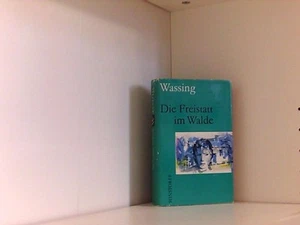 Wassing
Die Freistatt
im Walde